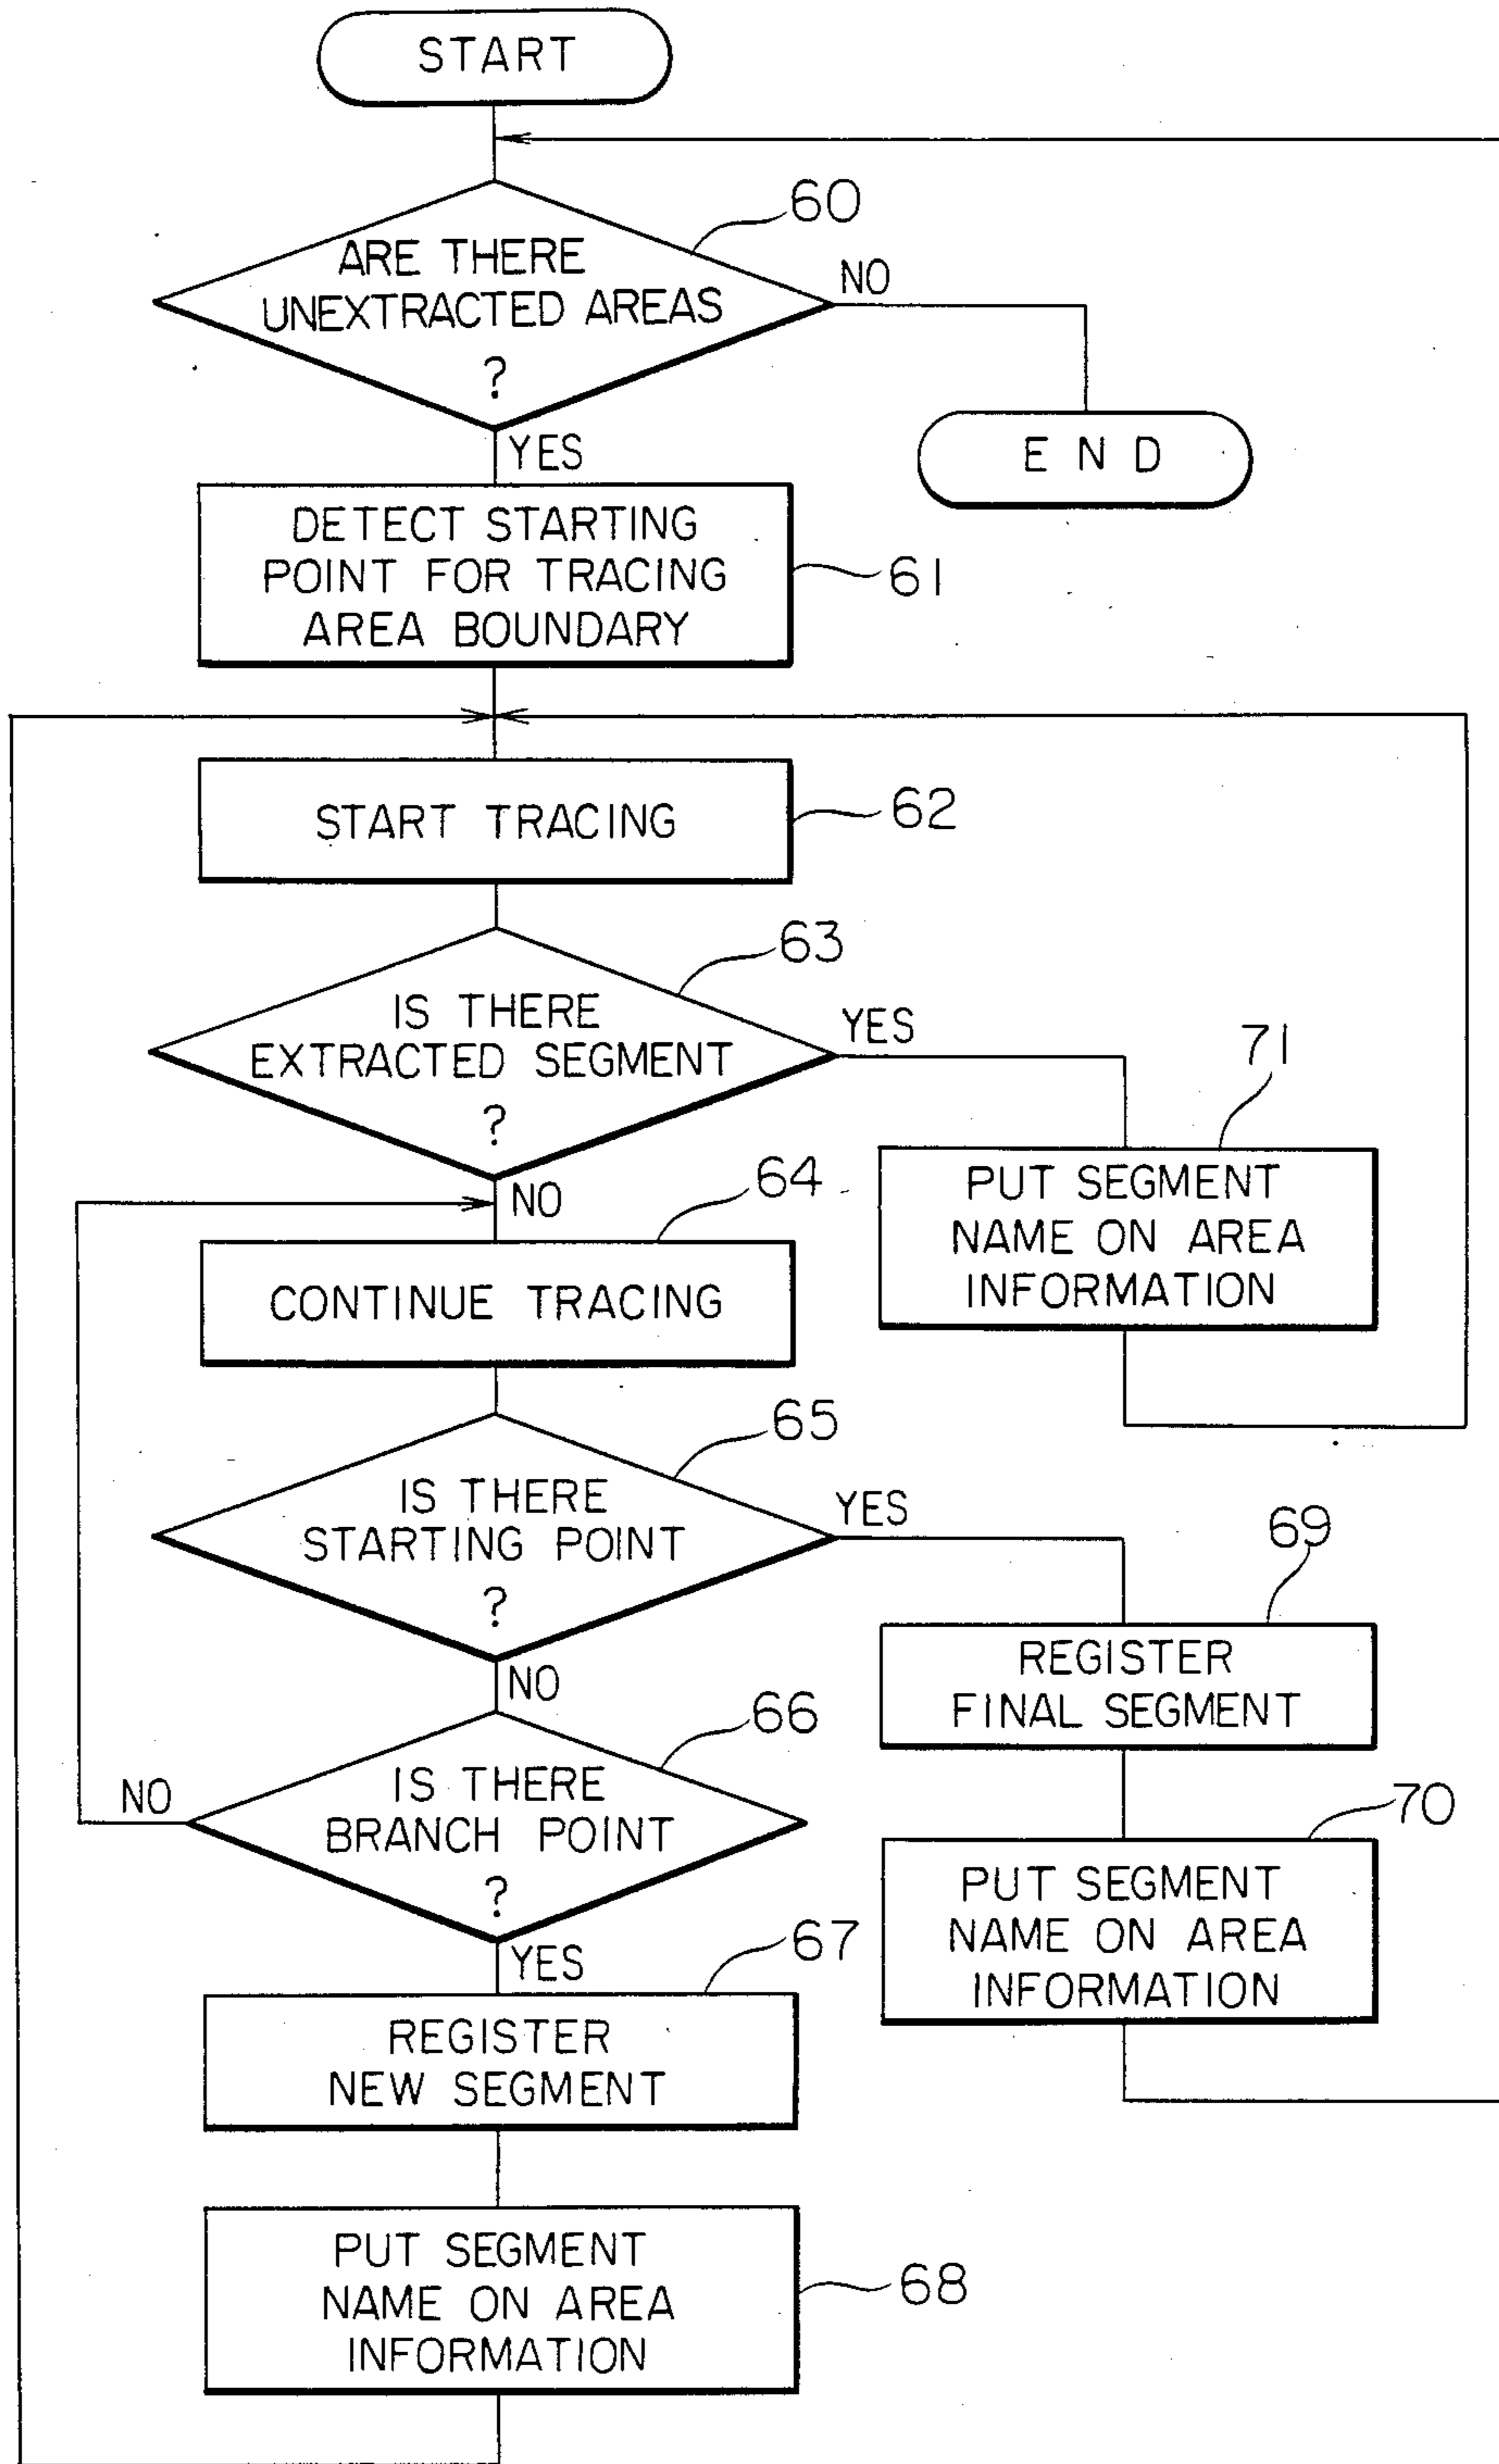 START
60
ARE THERE
UNEXTRACTED AREAS
?
NO
YES
END
DETECT STARTING
POINT FOR TRACING
AREA BOUNDARY
61
START TRACING
62
63
IS THERE
EXTRACTED SEGMENT
?
YES
71
PUT SEGMENT
NAME ON AREA
INFORMATION
NO
64
CONTINUE TRACING
65
IS THERE
STARTING POINT
?
YES
69
REGISTER
FINAL SEGMENT
NO
66
IS THERE
BRANCH POINT
?
NO
70
PUT SEGMENT
NAME ON AREA
INFORMATION
YES
67
REGISTER
NEW SEGMENT
PUT SEGMENT
NAME ON AREA
INFORMATION
68